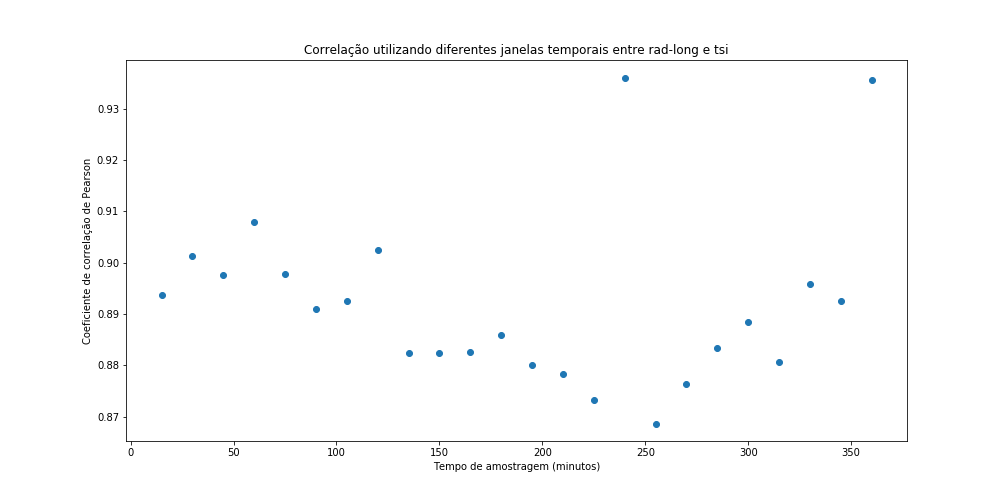 Correlação utilizando diferentes janelas temporais entre rad-long e tsi
Coeficiente de correlação de Pearson
0.93
0.92
0.91
0.90
0.89
0.88
0.87
0 50 100 150 200 250 300 350
Tempo de amostragem (minutos)